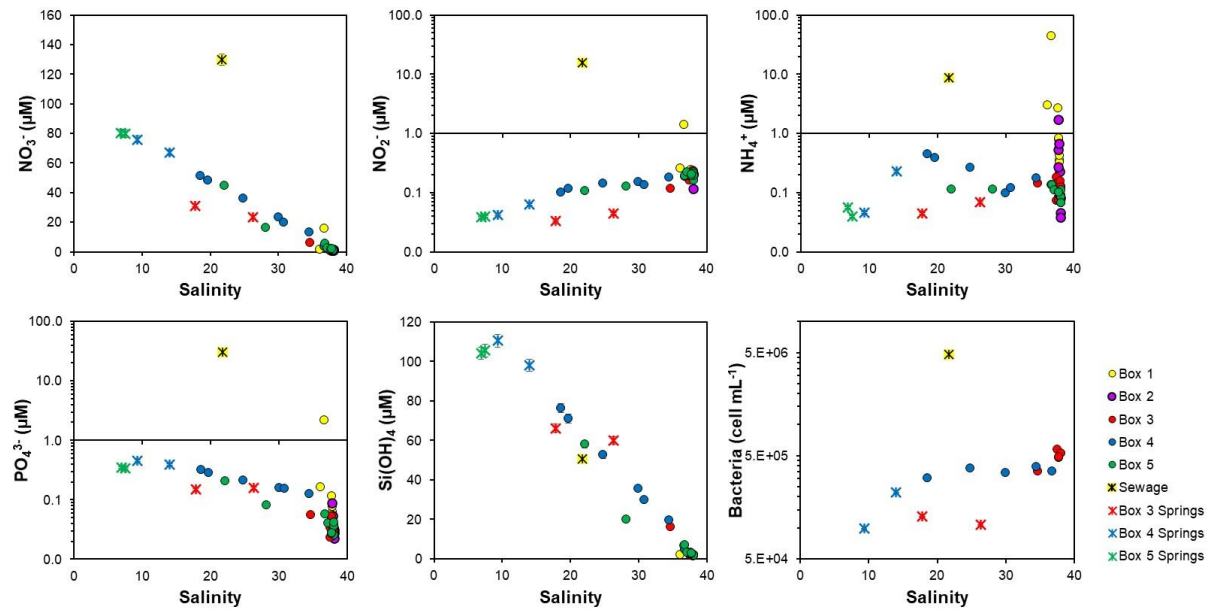 160
140
120
100
80
60
40
20
0
NO₃⁻ (µM)
0
10
20
30
40
Salinity
100.0
10.0
1.0
0.1
0.0
NO₂⁻ (µM)
0
10
20
30
40
Salinity
100.0
10.0
1.0
0.1
0.0
NH₄⁺ (µM)
0
10
20
30
40
Salinity
100.0
10.0
1.0
0.1
0.0
PO₄³⁻ (µM)
0
10
20
30
40
Salinity
120
100
80
60
40
20
0
Si(OH)₄ (µM)
0
10
20
30
40
Salinity
5.E+06
5.E+05
5.E+04
Bacteria (cell mL⁻¹)
0
10
20
30
40
Salinity
Box 1
Box 2
Box 3
Box 4
Box 5
Sewage
Box 3 Springs
Box 4 Springs
Box 5 Springs